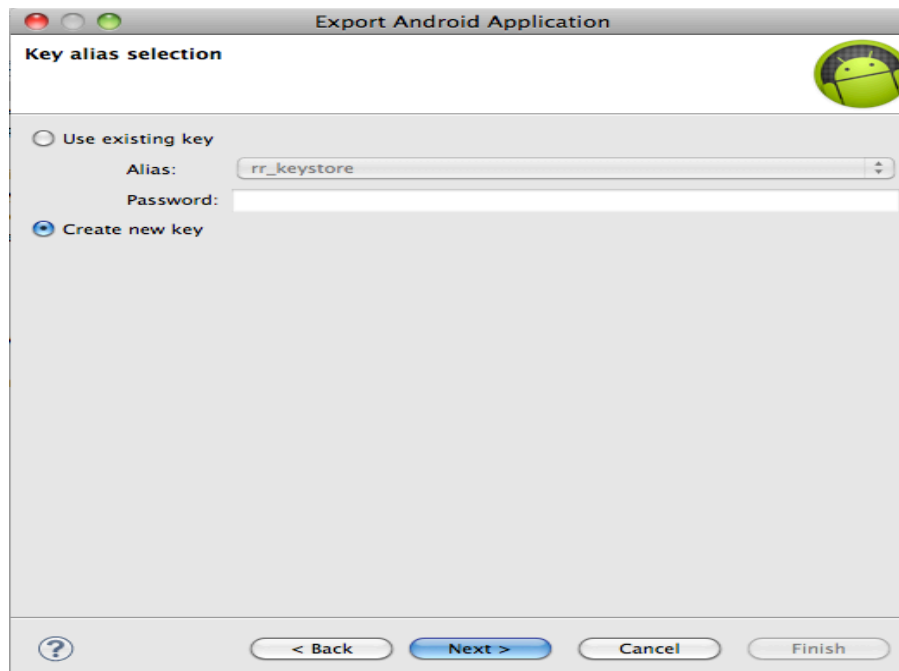 Export Android Application
Key alias selection
Use existing key
Alias: rr_keystore
Password:
Create new key
? < Back Next > Cancel Finish